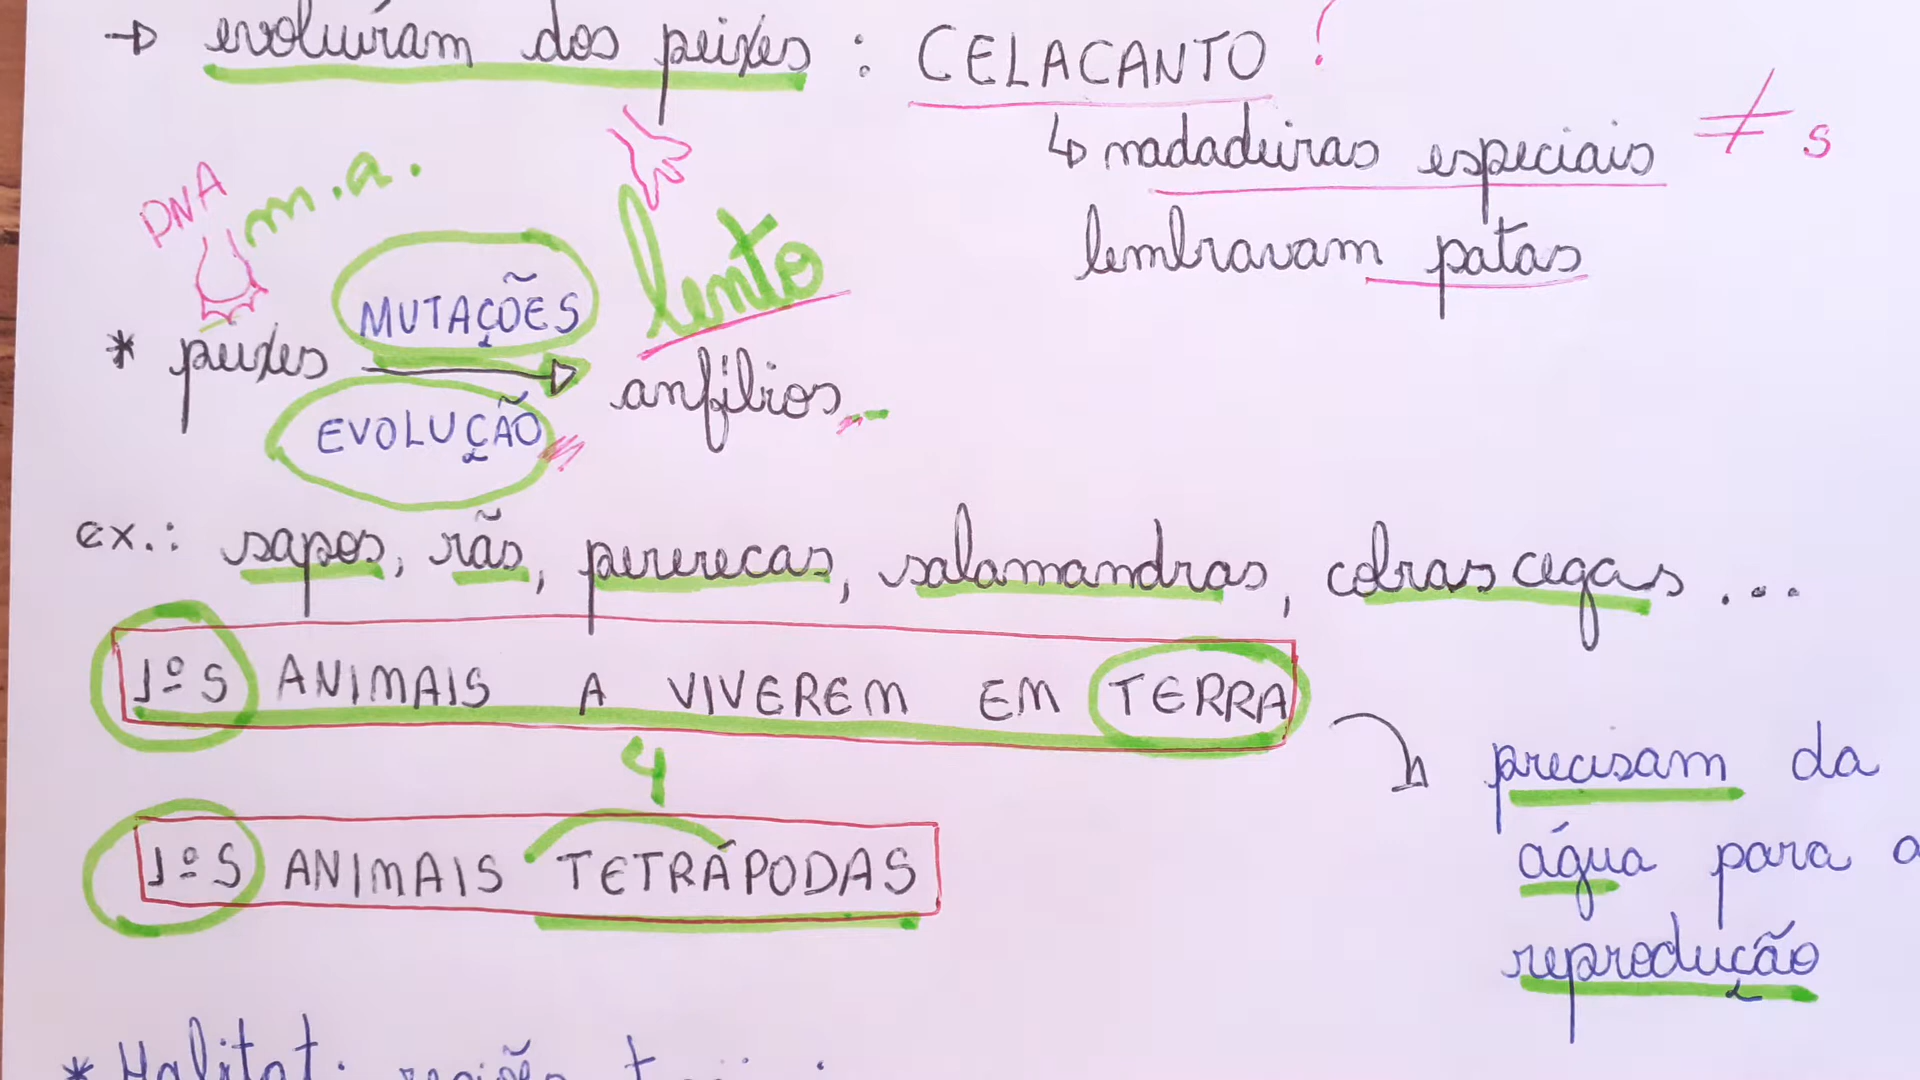 → evoluíram dos peixes : CELACANTO !
↳ nadadeiras especiais ≠ s
lembravam patas
DNA m.a.
lento
MUTAÇÕES
* peixes → anfíbios
EVOLUÇÃO
ex.: sapos, rãs, pererecas, salamandras, cobras cegas ...
1ºS ANIMAIS A VIVEREM EM TERRA
4
1ºS ANIMAIS TETRÁPODAS
precisam da
água para a
reprodução
* Habitat: